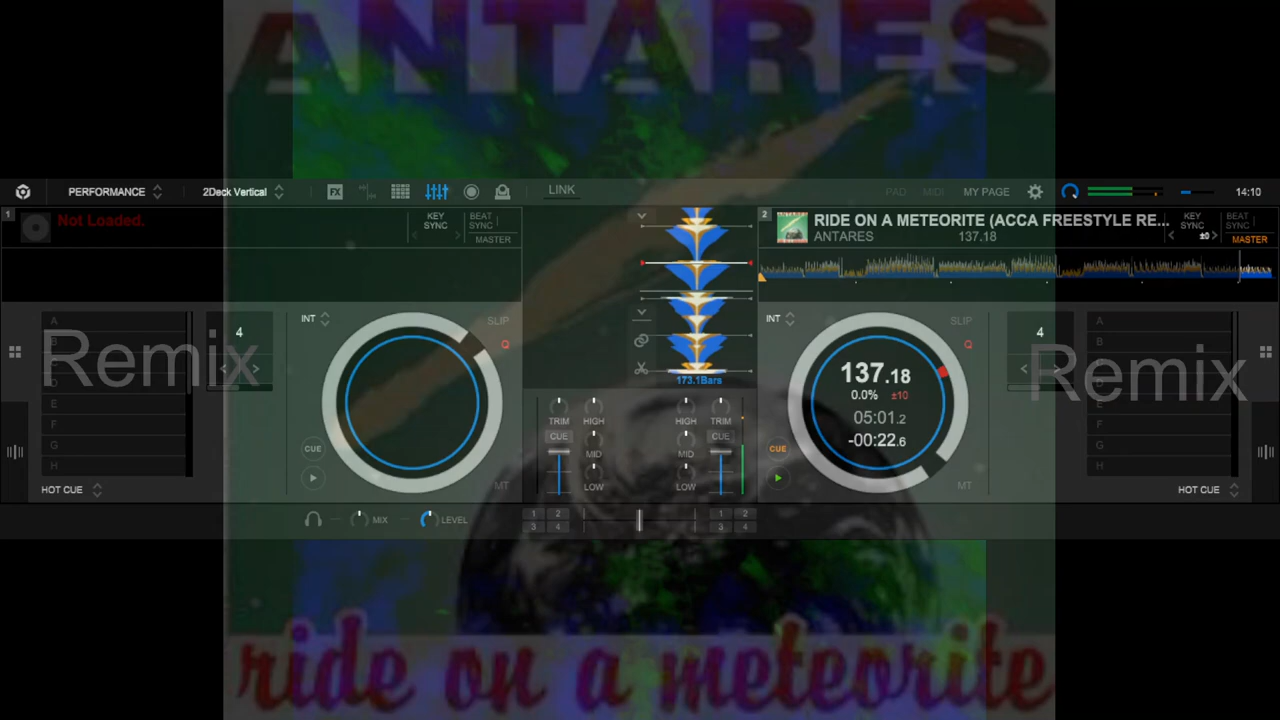 ANTARES
PERFORMANCE 2Deck Vertical FX LINK PAD MIDI MY PAGE 14:10
1 Not Loaded. KEY SYNC BEAT SYNC MASTER
2 RIDE ON A METEORITE (ACCA FREESTYLE RE... KEY SYNC ±0 BEAT SYNC MASTER
ANTARES 137.18
INT SLIP Q
INT SLIP Q
A
B
D
E
F
G
H
4
Remix
173.1Bars
137.18
0.0% ±10
05:01.2
-00:22.6
4
A
B
D
E
F
G
H
Remix
TRIM HIGH HIGH TRIM
CUE CUE
MID MID
LOW LOW
CUE MT
CUE MT
HOT CUE
HOT CUE
MIX LEVEL
1 2 1 2
3 4 3 4
ride on a meteorite